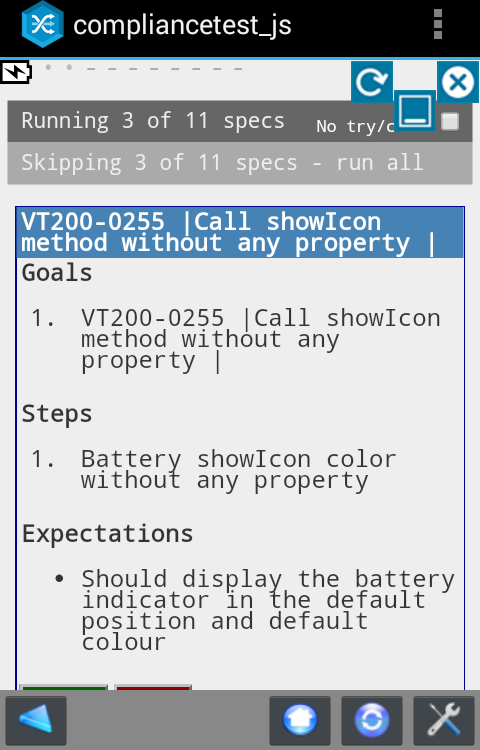 compliancetest_js
Running 3 of 11 specs
No try/c
Skipping 3 of 11 specs - run all
VT200-0255 |Call showIcon
method without any property |
Goals
1. VT200-0255 |Call showIcon
method without any
property |
Steps
1. Battery showIcon color
without any property
Expectations
• Should display the battery
indicator in the default
position and default
colour